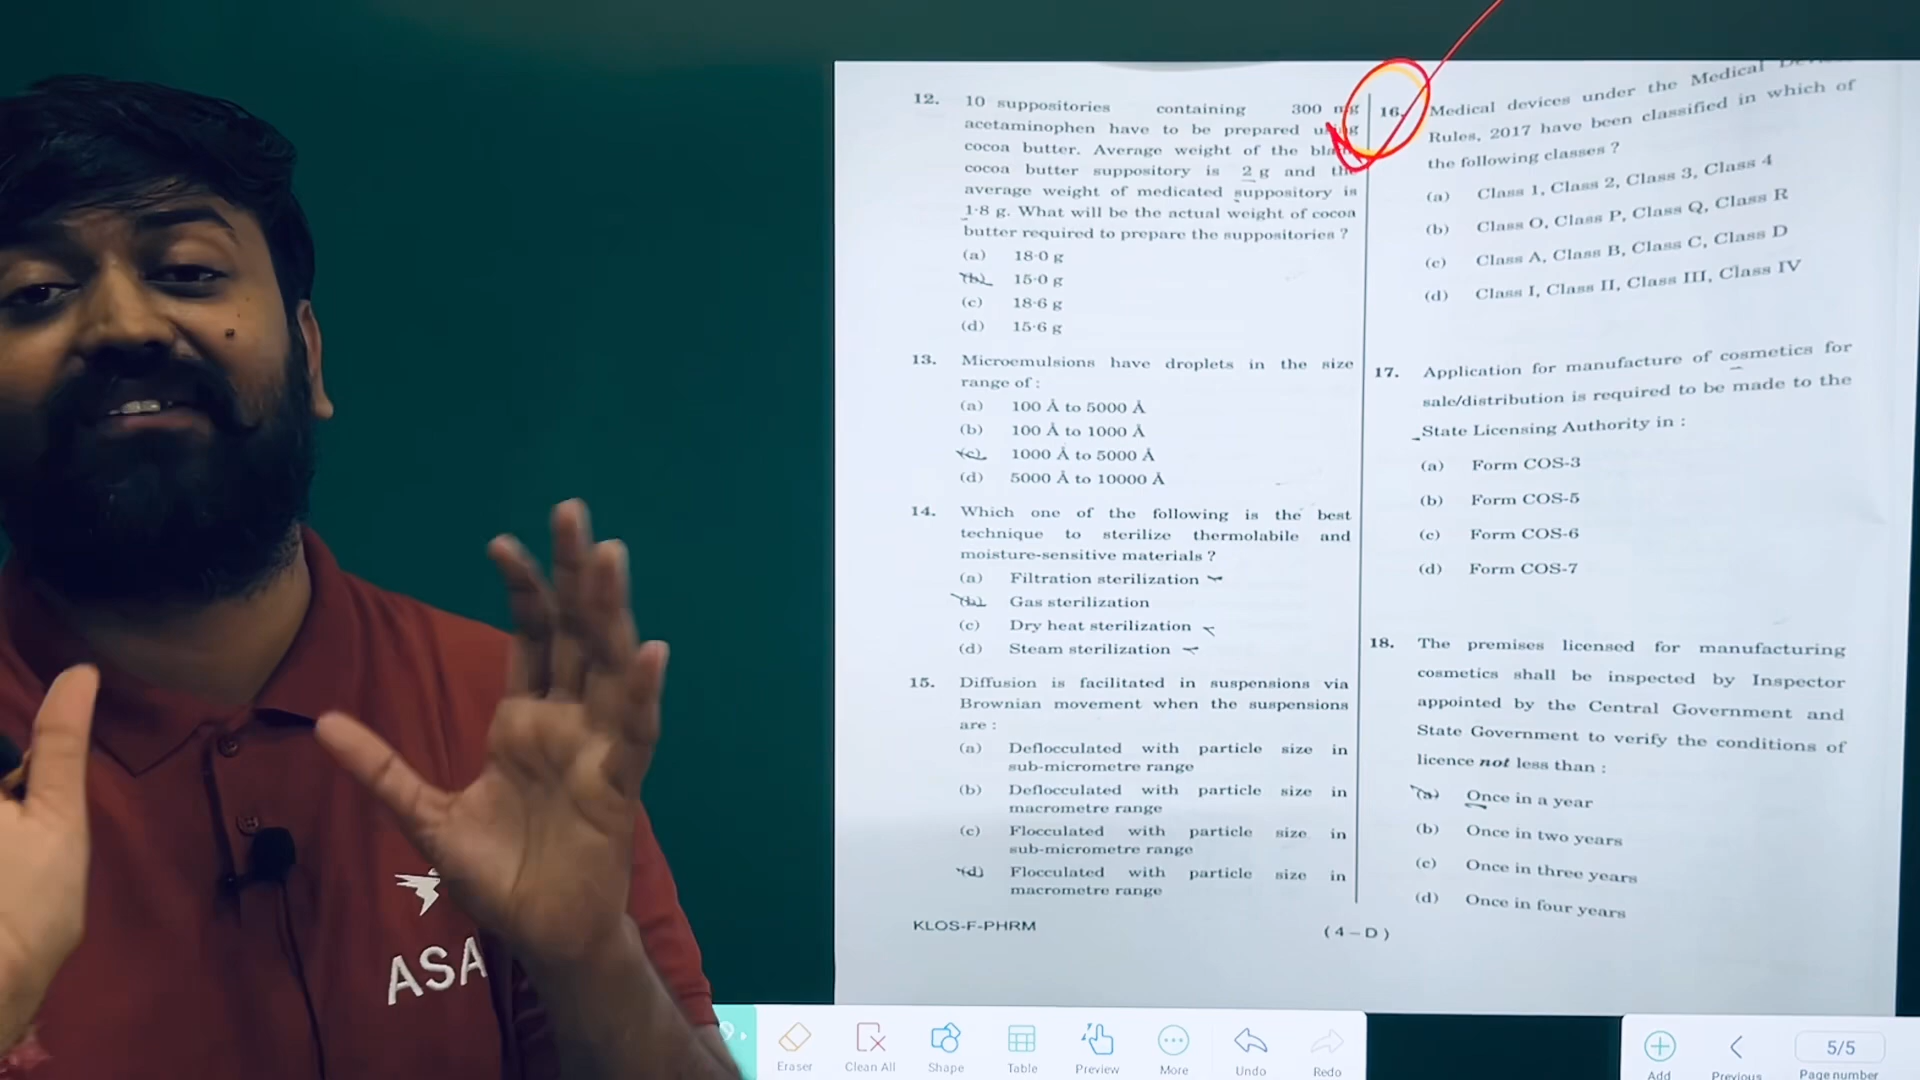 12. 10 suppositories containing 300 mg
acetaminophen have to be prepared using
cocoa butter. Average weight of the blank
cocoa butter suppository is 2 g and the
average weight of medicated suppository is
1·8 g. What will be the actual weight of cocoa
butter required to prepare the suppositories ?
(a) 18·0 g
(b) 15·0 g
(c) 18·6 g
(d) 15·6 g
13. Microemulsions have droplets in the size
range of :
(a) 100 Å to 5000 Å
(b) 100 Å to 1000 Å
(c) 1000 Å to 5000 Å
(d) 5000 Å to 10000 Å
14. Which one of the following is the best
technique to sterilize thermolabile and
moisture-sensitive materials ?
(a) Filtration sterilization
(b) Gas sterilization
(c) Dry heat sterilization
(d) Steam sterilization
15. Diffusion is facilitated in suspensions via
Brownian movement when the suspensions
are :
(a) Deflocculated with particle size in
sub-micrometre range
(b) Deflocculated with particle size in
macrometre range
(c) Flocculated with particle size in
sub-micrometre range
(d) Flocculated with particle size in
macrometre range
KLOS-F-PHRM
( 4 – D )
16. Medical devices under the Medical
Rules, 2017 have been classified in which of
the following classes ?
(a) Class 1, Class 2, Class 3, Class 4
(b) Class O, Class P, Class Q, Class R
(c) Class A, Class B, Class C, Class D
(d) Class I, Class II, Class III, Class IV
17. Application for manufacture of cosmetics for
sale/distribution is required to be made to the
State Licensing Authority in :
(a) Form COS-3
(b) Form COS-5
(c) Form COS-6
(d) Form COS-7
18. The premises licensed for manufacturing
cosmetics shall be inspected by Inspector
appointed by the Central Government and
State Government to verify the conditions of
licence not less than :
(a) Once in a year
(b) Once in two years
(c) Once in three years
(d) Once in four years
ASA
Eraser
Clean All
Shape
Table
Preview
More
Undo
Redo
Add
Previous
5/5
Page number